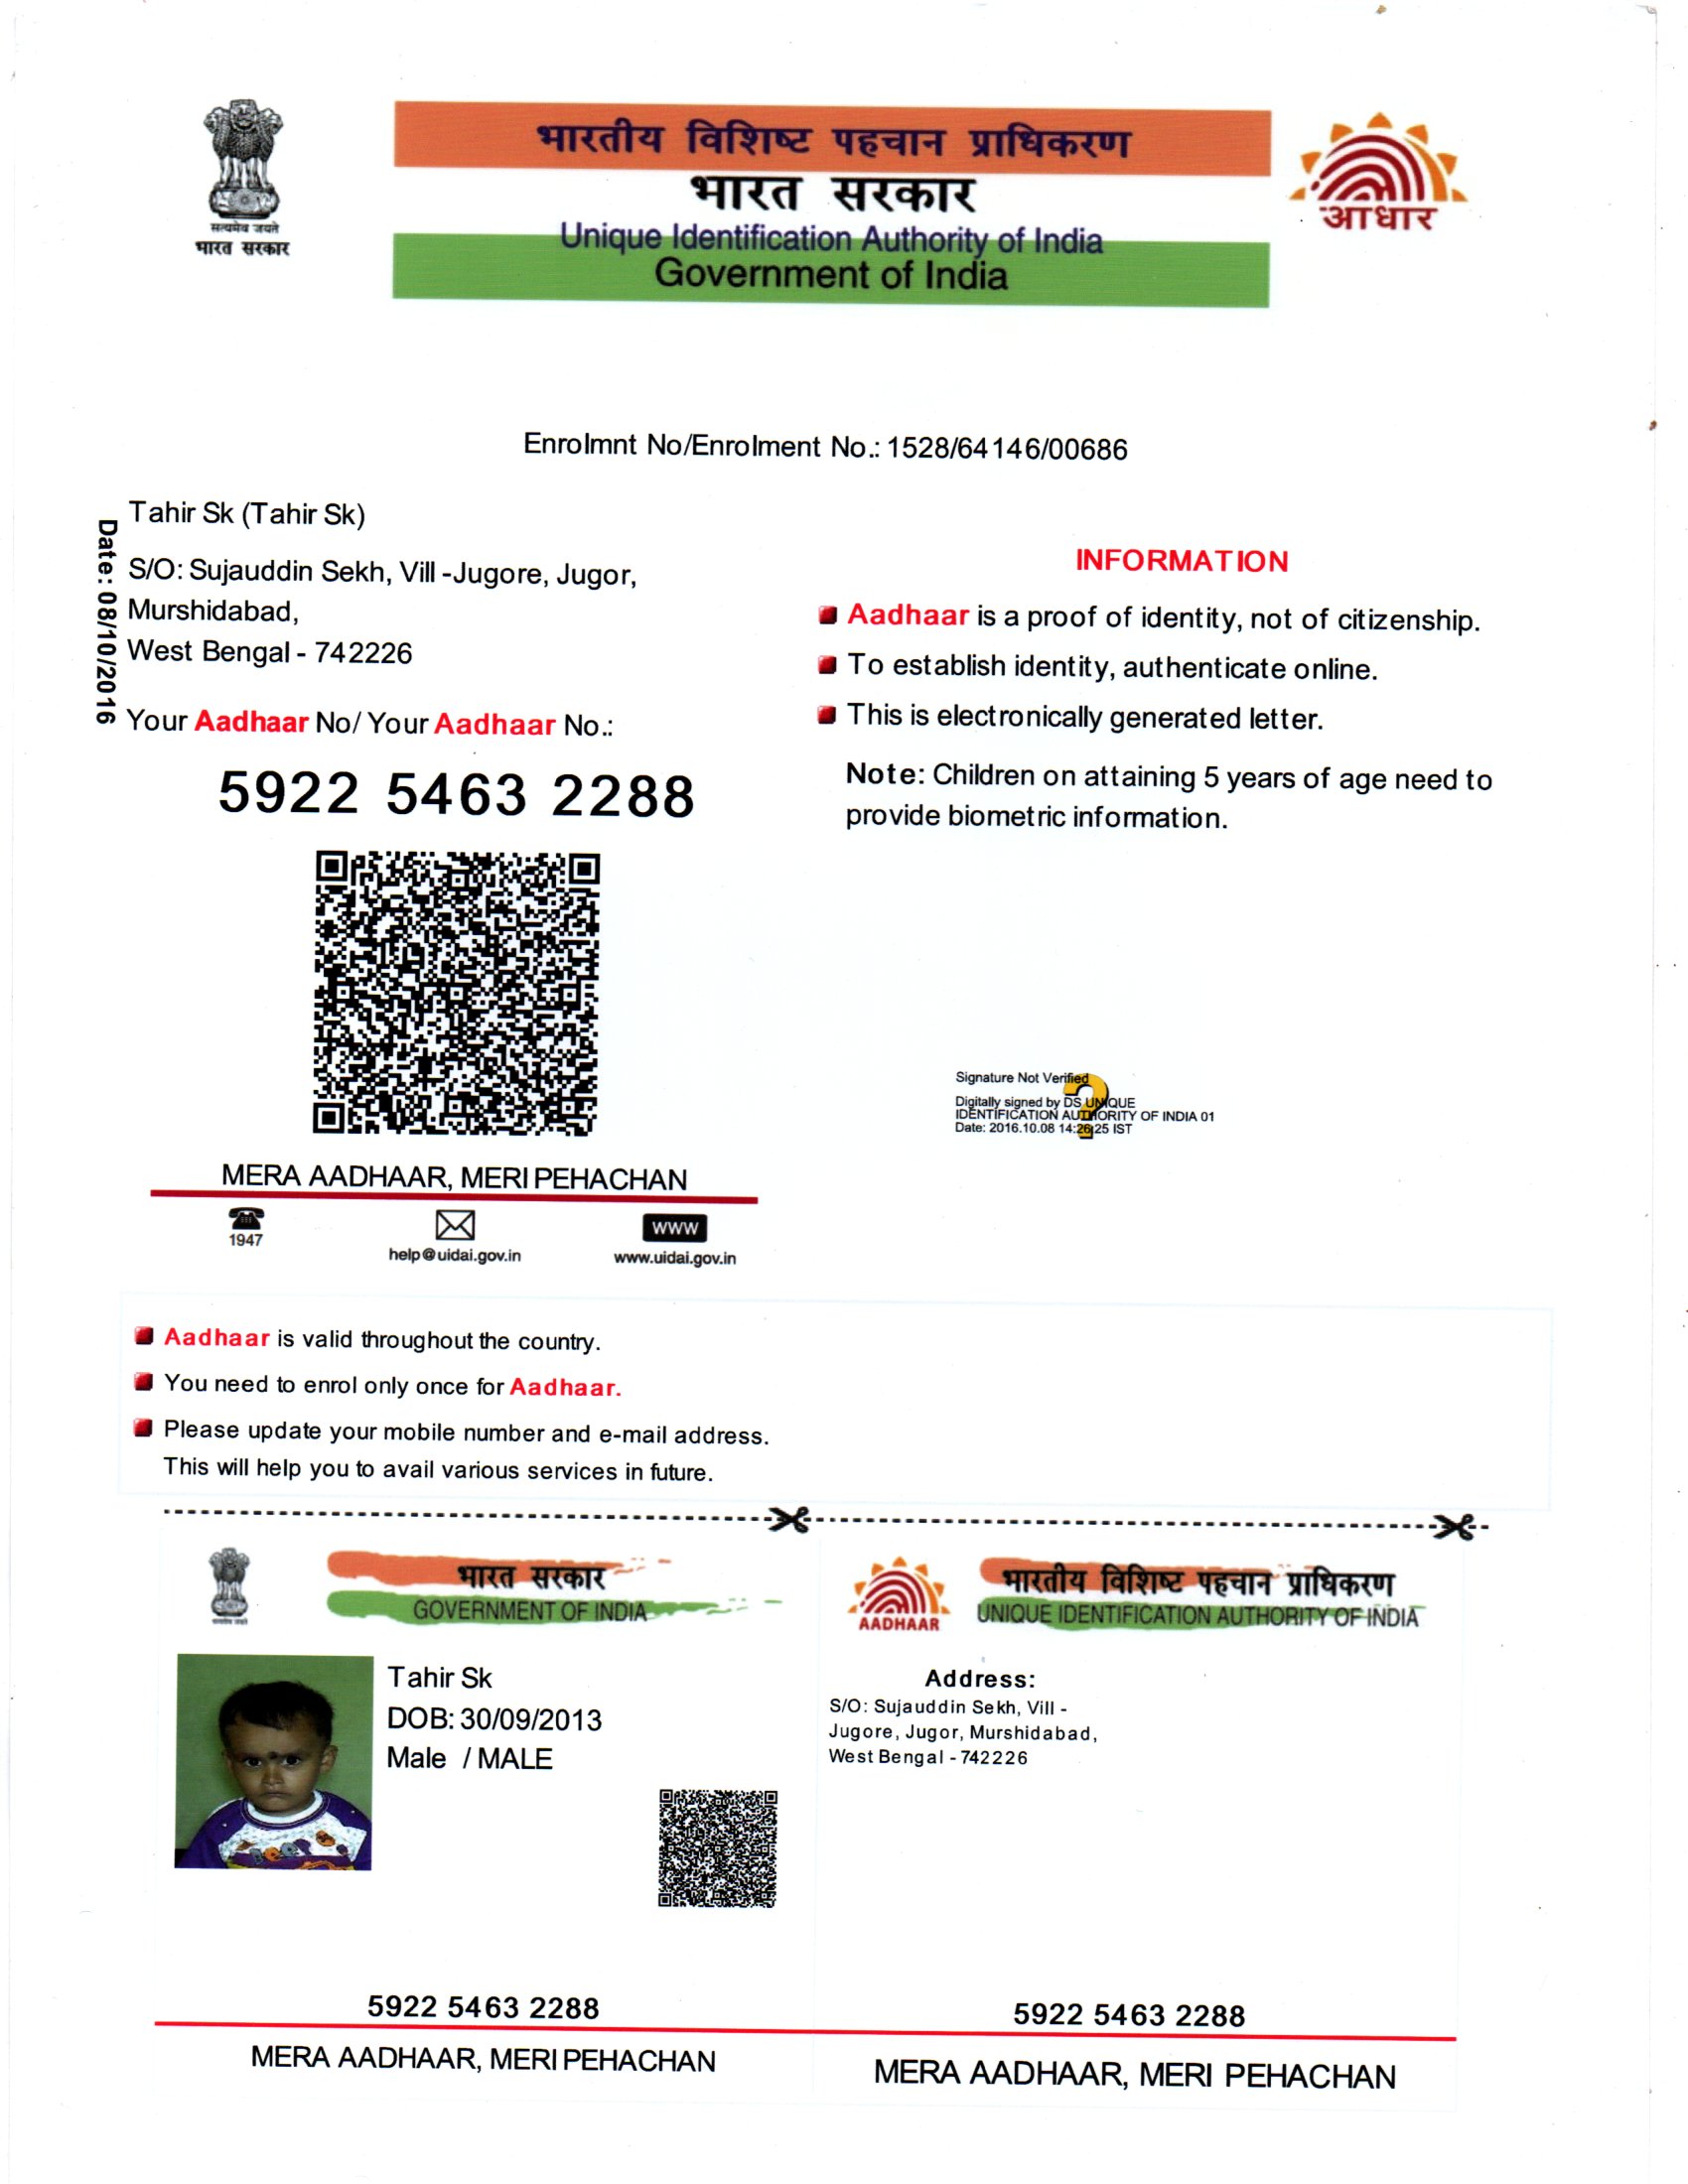 भारतीय विशिष्ट पहचान प्राधिकरण
भारत सरकार
Unique Identification Authority of India
Government of India
सत्यमेव जयते
भारत सरकार
आधार
Enrolmnt No/Enrolment No.: 1528/64146/00686
Date: 08/10/2016
Tahir Sk (Tahir Sk)
S/O: Sujauddin Sekh, Vill -Jugore, Jugor,
Murshidabad,
West Bengal - 742226
Your Aadhaar No/ Your Aadhaar No.:
5922 5463 2288
INFORMATION
Aadhaar is a proof of identity, not of citizenship.
To establish identity, authenticate online.
This is electronically generated letter.
Note: Children on attaining 5 years of age need to
provide biometric information.
Signature Not Verified
Digitally signed by DS UNIQUE
IDENTIFICATION AUTHORITY OF INDIA 01
Date: 2016.10.08 14:26:25 IST
MERA AADHAAR, MERI PEHACHAN
1947
help@uidai.gov.in
www
www.uidai.gov.in
Aadhaar is valid throughout the country.
You need to enrol only once for Aadhaar.
Please update your mobile number and e-mail address.
This will help you to avail various services in future.
भारत सरकार
GOVERNMENT OF INDIA
सत्यमेव जयते
Tahir Sk
DOB: 30/09/2013
Male / MALE
5922 5463 2288
MERA AADHAAR, MERI PEHACHAN
AADHAAR
भारतीय विशिष्ट पहचान प्राधिकरण
UNIQUE IDENTIFICATION AUTHORITY OF INDIA
Address:
S/O: Sujauddin Sekh, Vill -
Jugore, Jugor, Murshidabad,
West Bengal - 742226
5922 5463 2288
MERA AADHAAR, MERI PEHACHAN